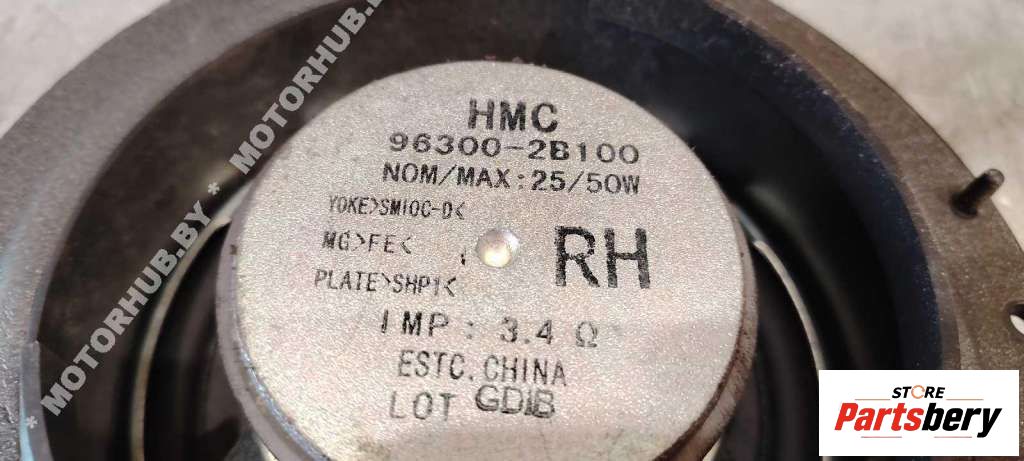 HMC
96300-2B100
NOM/MAX:25/50W
YOKE>SM10C-D<
MG>FE<
PLATE>SHP1<
RH
IMP : 3.4 Ω
ESTC.CHINA
LOT GD1B
* MOTORHUB.BY * MOTORHUB.BY
STORE
Partsbery